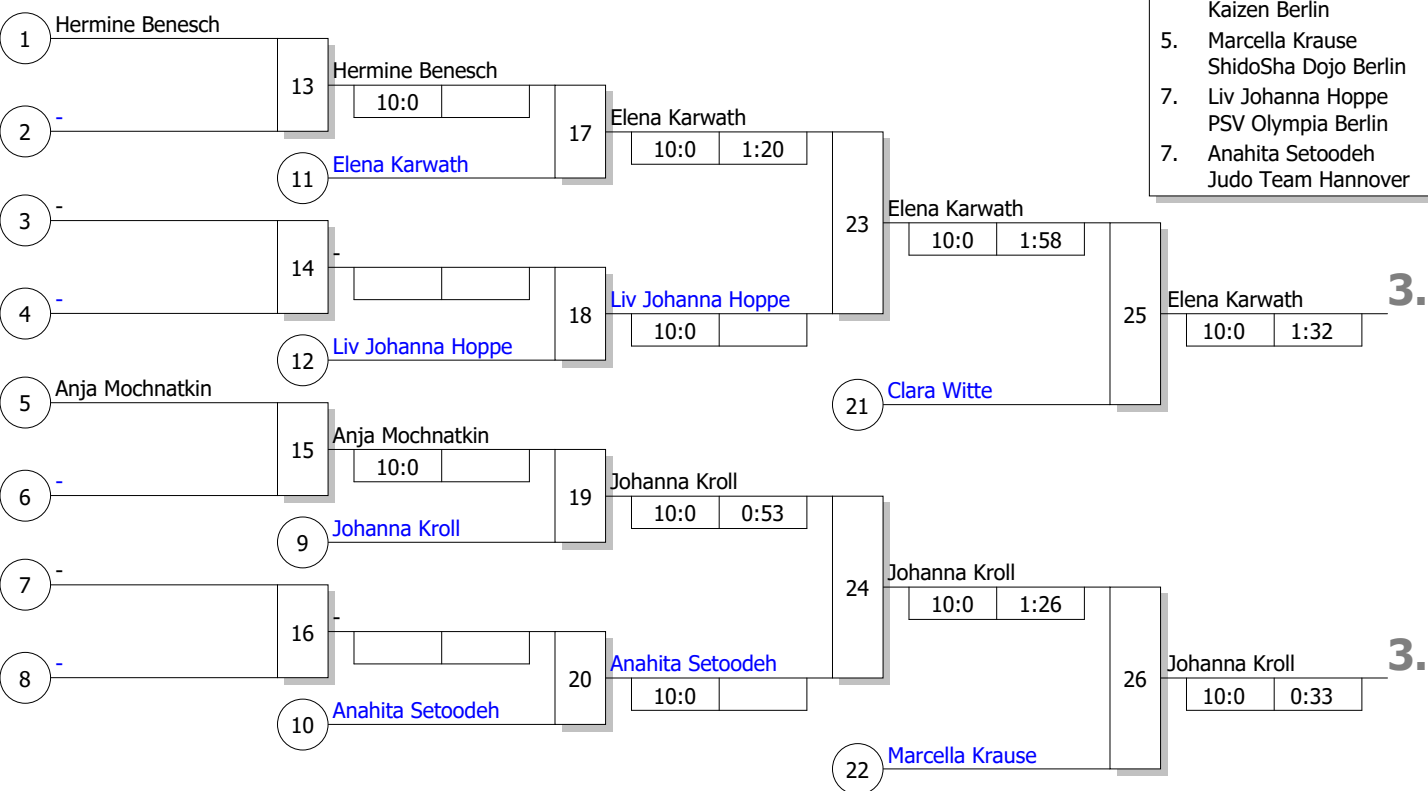 Kaizen Berlin
5. Marcella Krause
ShidoSha Dojo Berlin
7. Liv Johanna Hoppe
PSV Olympia Berlin
7. Anahita Setoodeh
Judo Team Hannover
1 Hermine Benesch
13
Hermine Benesch
10:0
2 -
17
Elena Karwath
10:0 1:20
11 Elena Karwath
3 -
23
Elena Karwath
10:0 1:58
14
-
4 -
18
Liv Johanna Hoppe
10:0
12 Liv Johanna Hoppe
25
Elena Karwath 3.
10:0 1:32
5 Anja Mochnatkin
21 Clara Witte
15
Anja Mochnatkin
10:0
6 -
19
Johanna Kroll
10:0 0:53
9 Johanna Kroll
7 -
24
Johanna Kroll
10:0 1:26
16
-
8 -
20
Anahita Setoodeh
10:0
10 Anahita Setoodeh
26
Johanna Kroll 3.
10:0 0:33
22 Marcella Krause